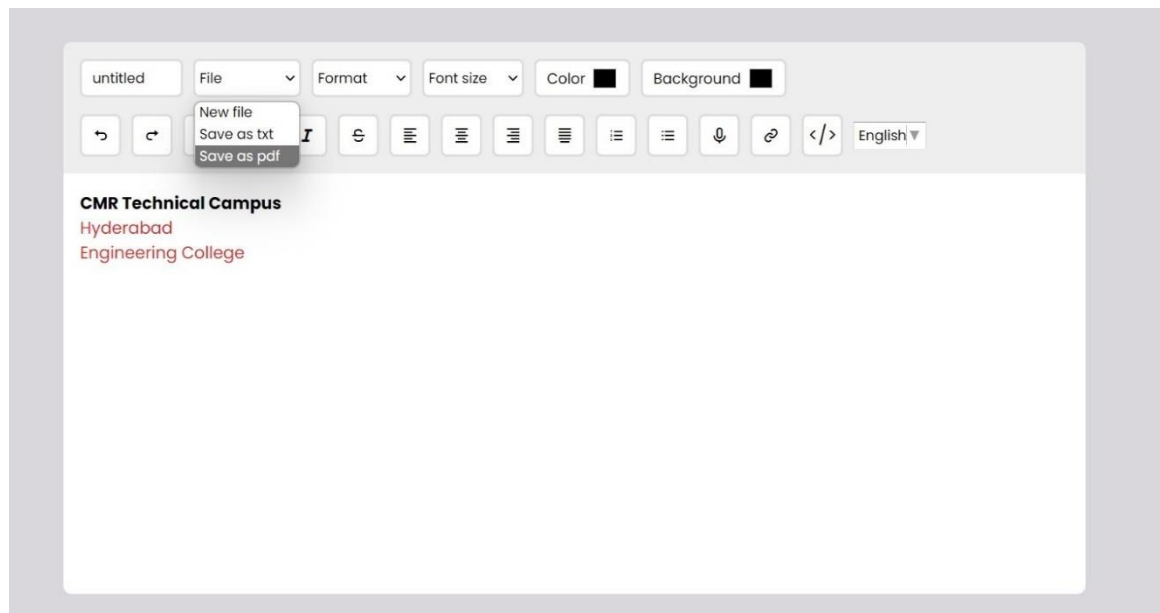 untitled File Format Font size Color Background
New file
Save as txt
Save as pdf
I S </> English
CMR Technical Campus
Hyderabad
Engineering College